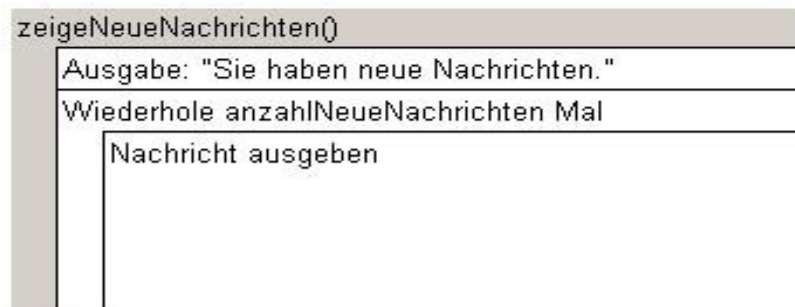 zeigeNeueNachrichten()
Ausgabe: "Sie haben neue Nachrichten."
Wiederhole anzahlNeueNachrichten Mal
Nachricht ausgeben